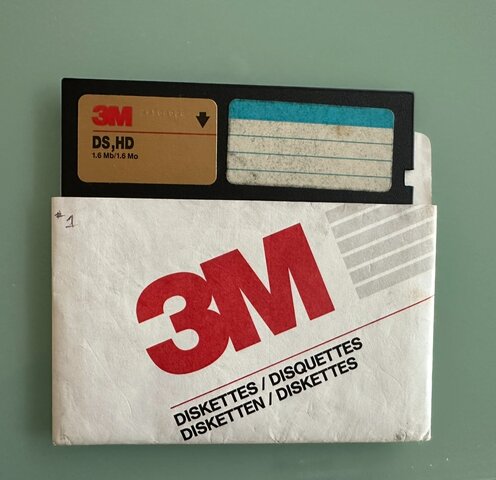 3M
DS,HD
1.6 Mb/1.6 Mo
#1
3M
DISKETTES / DISQUETTES
DISKETTEN / DISKETTES